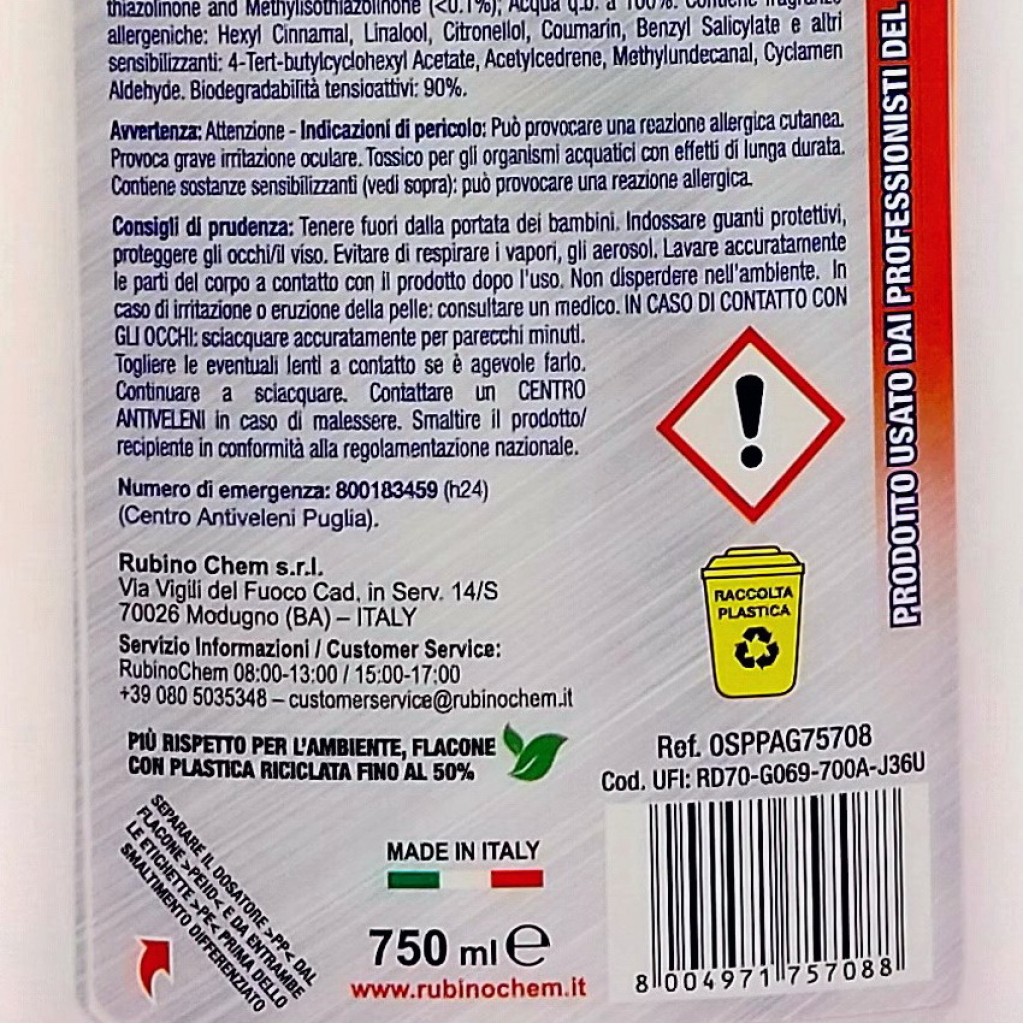 thiazolinone and Methylisothiazolinone (<0.1%); Acqua q.b. a 100%. Contiene fragranze
allergeniche: Hexyl Cinnamal, Linalool, Citronellol, Coumarin, Benzyl Salicylate e altri
sensibilizzanti: 4-Tert-butylcyclohexyl Acetate, Acetylcedrene, Methylundecanal, Cyclamen
Aldehyde. Biodegradabilità tensioattivi: 90%.
Avvertenza: Attenzione - Indicazioni di pericolo: Può provocare una reazione allergica cutanea.
Provoca grave irritazione oculare. Tossico per gli organismi acquatici con effetti di lunga durata.
Contiene sostanze sensibilizzanti (vedi sopra): può provocare una reazione allergica.
Consigli di prudenza: Tenere fuori dalla portata dei bambini. Indossare guanti protettivi,
proteggere gli occhi/il viso. Evitare di respirare i vapori, gli aerosol. Lavare accuratamente
le parti del corpo a contatto con il prodotto dopo l'uso. Non disperdere nell'ambiente. In
caso di irritazione o eruzione della pelle: consultare un medico. IN CASO DI CONTATTO CON
GLI OCCHI: sciacquare accuratamente per parecchi minuti.
Togliere le eventuali lenti a contatto se è agevole farlo.
Continuare a sciacquare. Contattare un CENTRO
ANTIVELENI in caso di malessere. Smaltire il prodotto/
recipiente in conformità alla regolamentazione nazionale.
Numero di emergenza: 800183459 (h24)
(Centro Antiveleni Puglia).
Rubino Chem s.r.l.
Via Vigili del Fuoco Cad. in Serv. 14/S
70026 Modugno (BA) – ITALY
Servizio Informazioni / Customer Service:
RubinoChem 08:00-13:00 / 15:00-17:00
+39 080 5035348 – customerservice@rubinochem.it
PIÙ RISPETTO PER L'AMBIENTE, FLACONE
CON PLASTICA RICICLATA FINO AL 50%
SEPARARE IL DOSATORE >PP< DAL
FLACONE >PEHD< E DA ENTRAMBE
LE ETICHETTE >PE< PRIMA DELLO
SMALTIMENTO DIFFERENZIATO
MADE IN ITALY
750 ml ℮
www.rubinochem.it
RACCOLTA
PLASTICA
Ref. OSPPAG75708
Cod. UFI: RD70-G069-700A-J36U
8 004971 757088
PRODOTTO USATO DAI PROFESSIONISTI DEL